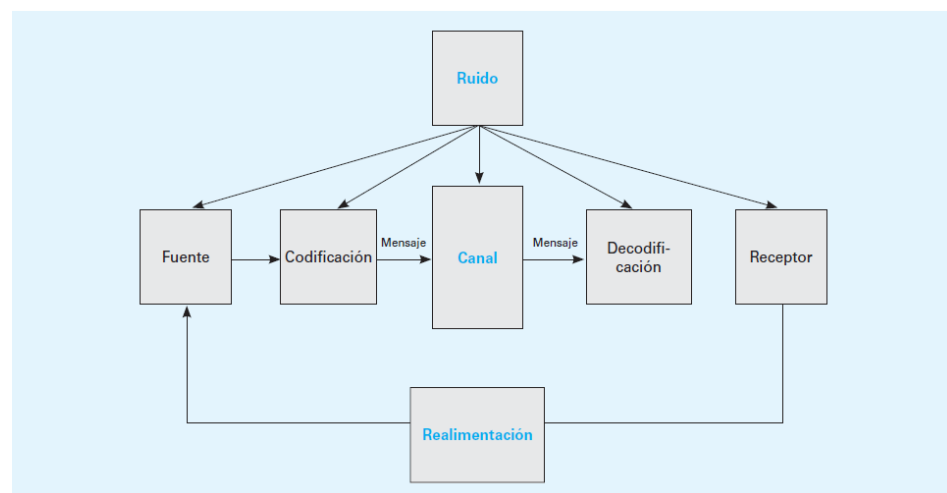 Ruido
Fuente
Codificación
Mensaje
Canal
Mensaje
Decodifi-
cación
Receptor
Realimentación